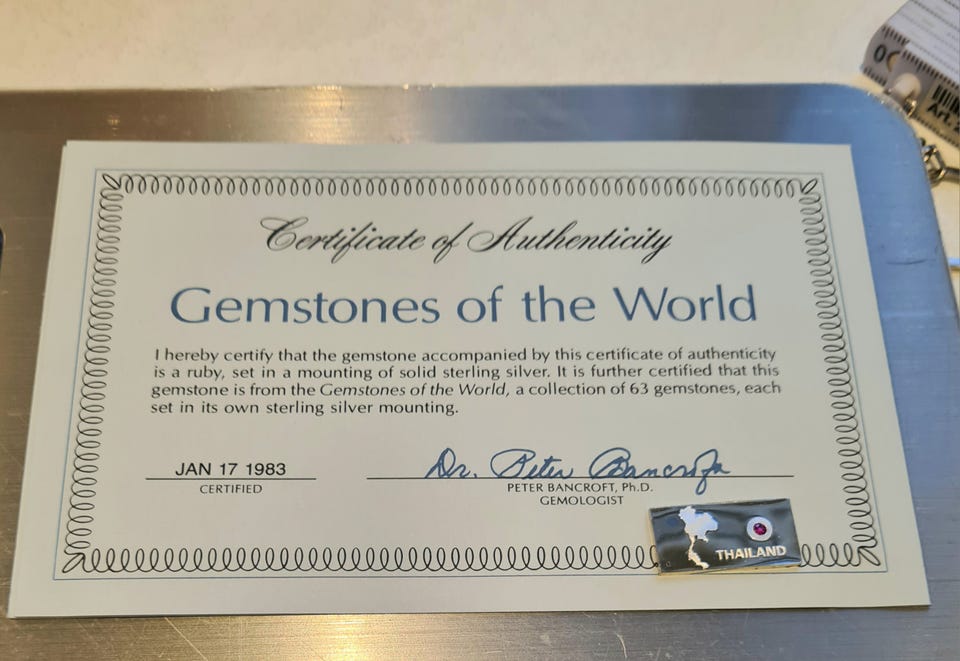 Certificate of Authenticity
Gemstones of the World
I hereby certify that the gemstone accompanied by this certificate of authenticity
is a ruby, set in a mounting of solid sterling silver. It is further certified that this
gemstone is from the Gemstones of the World, a collection of 63 gemstones, each
set in its own sterling silver mounting.
JAN 17 1983
CERTIFIED
Dr. Peter Bancroft
PETER BANCROFT, Ph.D.
GEMOLOGIST
THAILAND
Art.